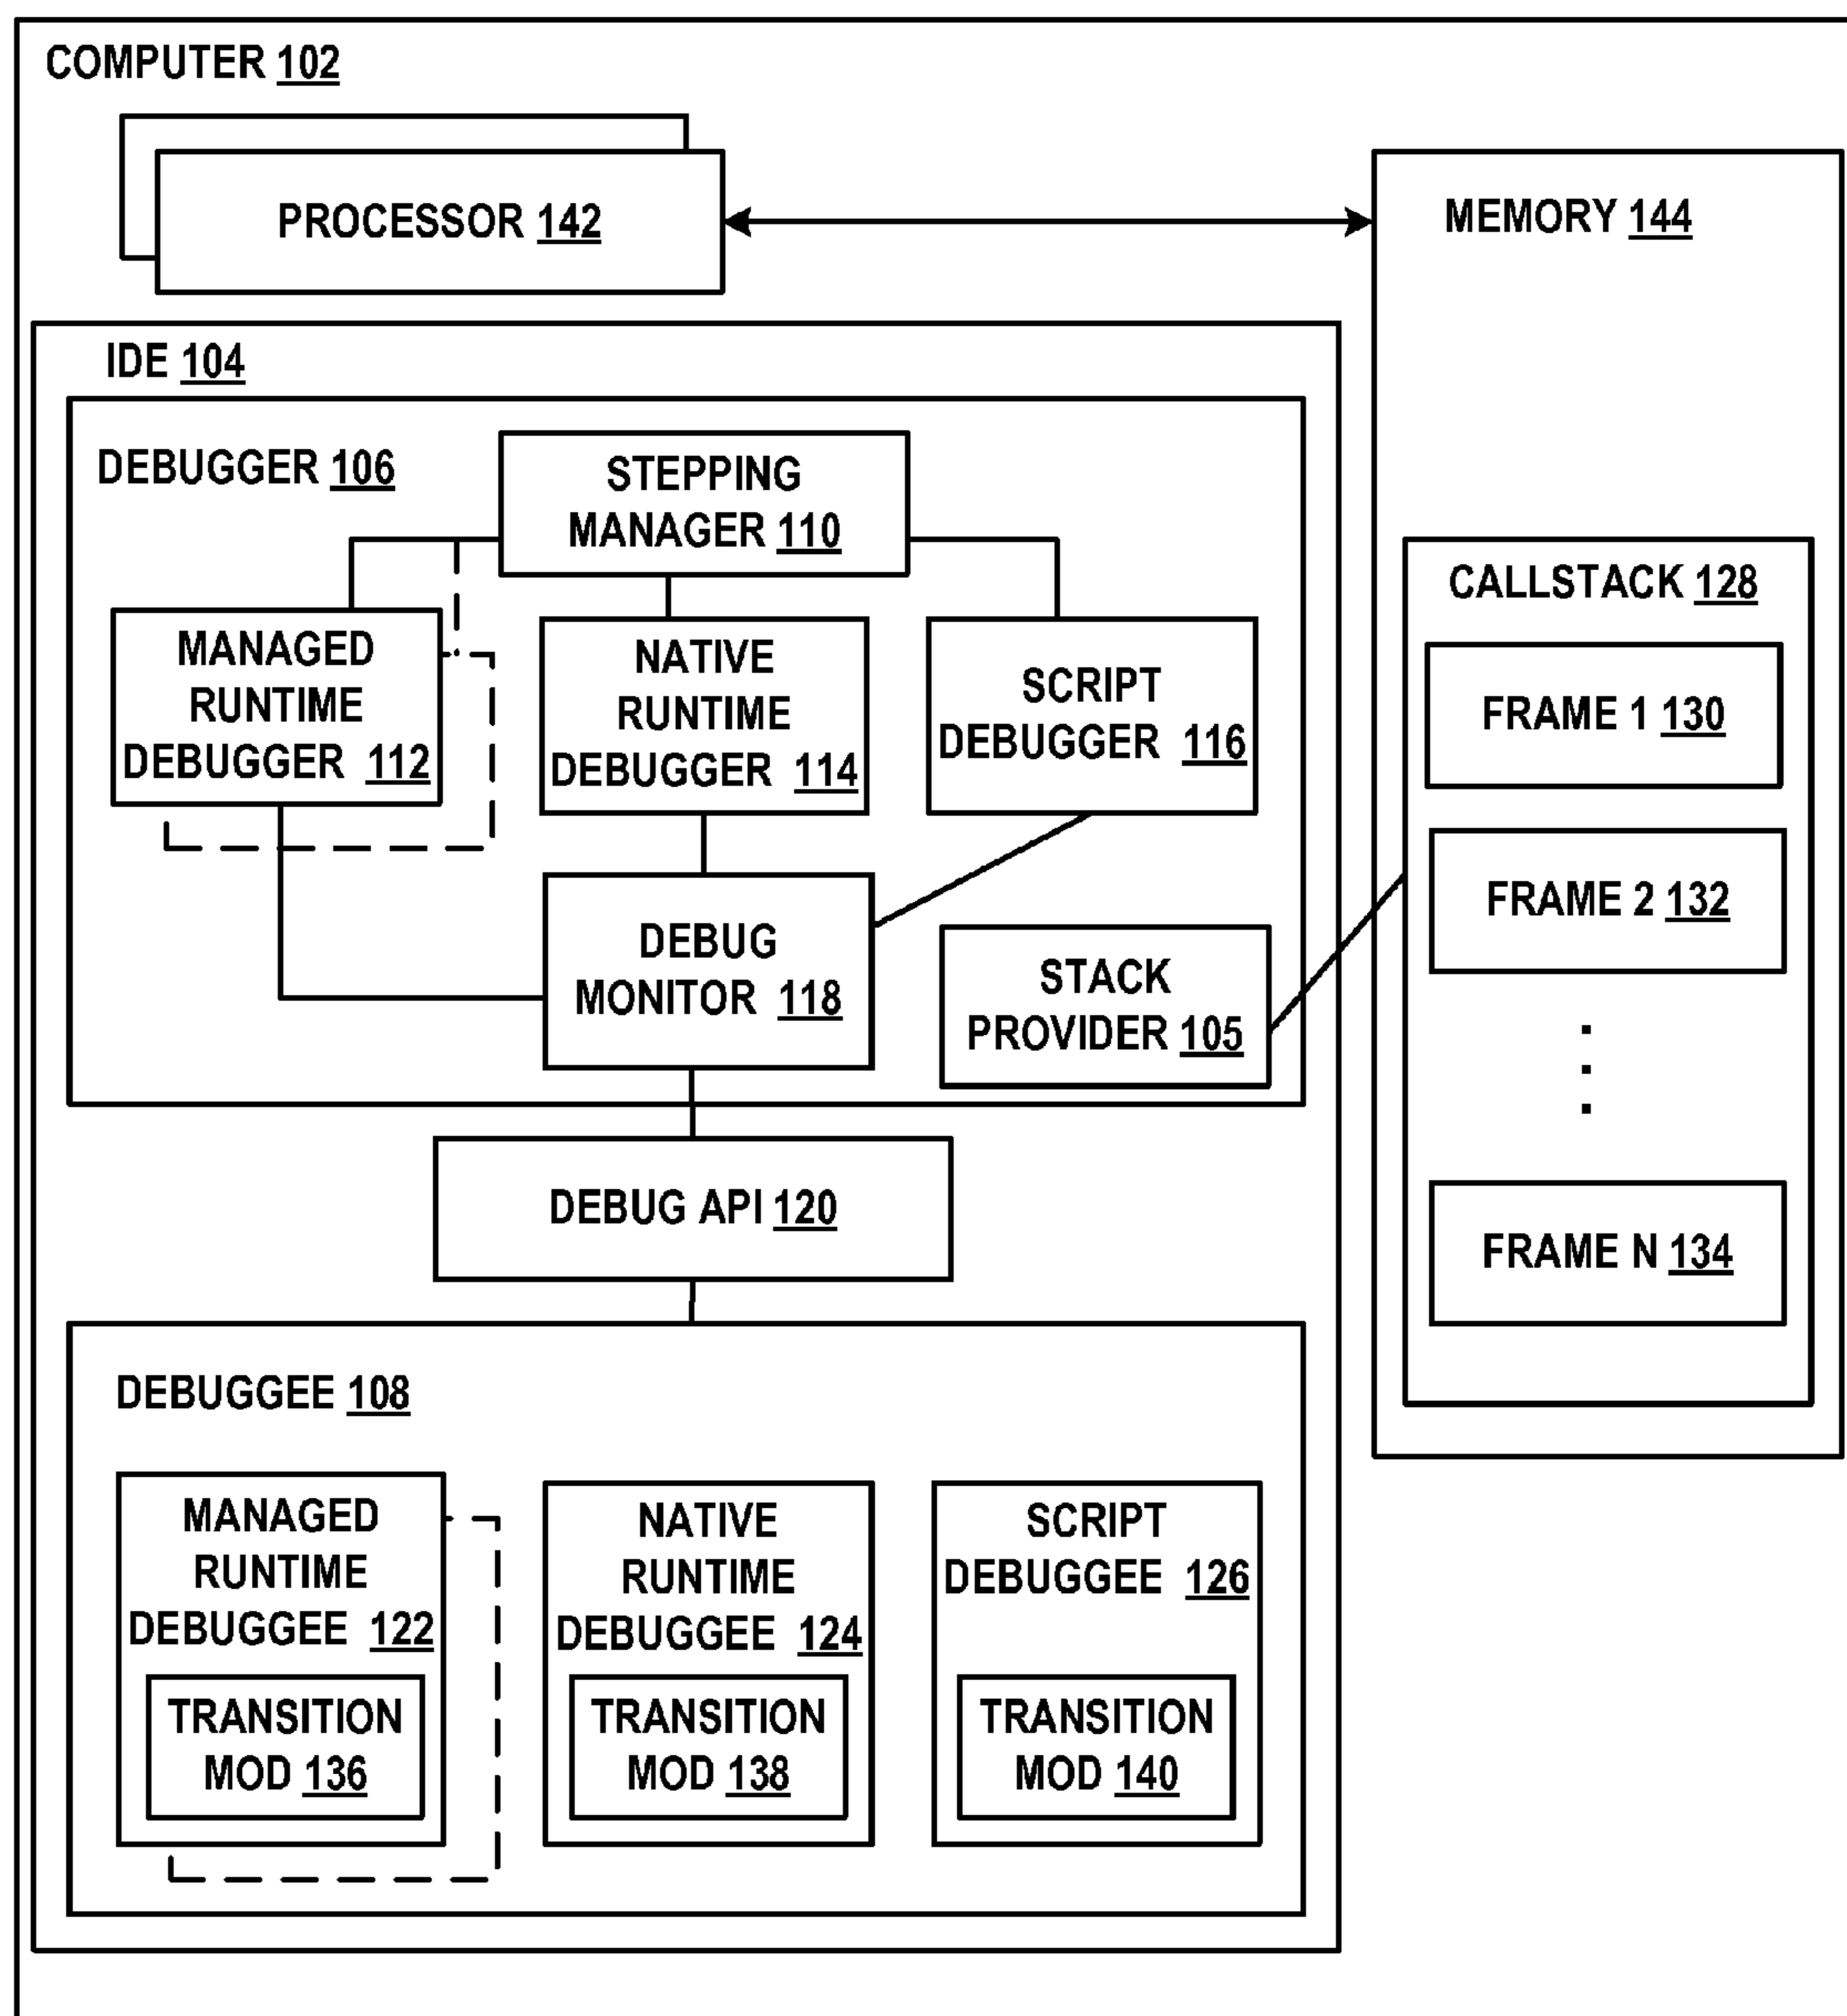 COMPUTER 102
PROCESSOR 142
MEMORY 144
IDE 104
DEBUGGER 106
STEPPING
MANAGER 110
MANAGED
RUNTIME
DEBUGGER 112
NATIVE
RUNTIME
DEBUGGER 114
SCRIPT
DEBUGGER 116
DEBUG
MONITOR 118
STACK
PROVIDER 105
CALLSTACK 128
FRAME 1 130
FRAME 2 132
FRAME N 134
DEBUG API 120
DEBUGGEE 108
MANAGED
RUNTIME
DEBUGGEE 122
TRANSITION
MOD 136
NATIVE
RUNTIME
DEBUGGEE 124
TRANSITION
MOD 138
SCRIPT
DEBUGGEE 126
TRANSITION
MOD 140